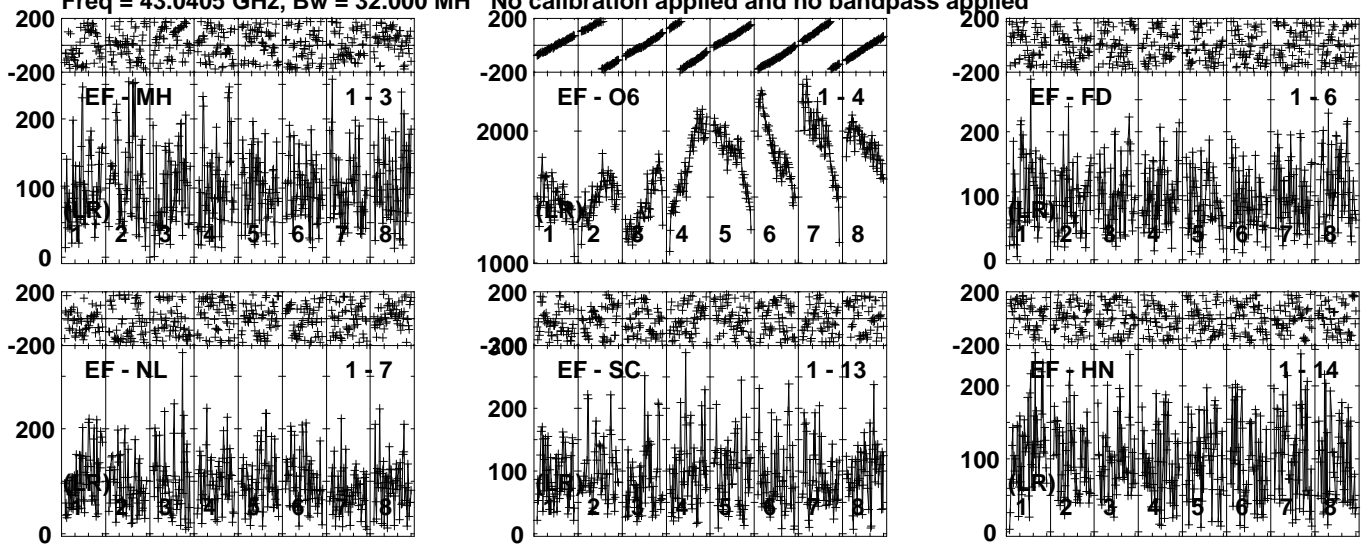 Freq = 43.0405 GHz, Bw = 32.000 MH   No calibration applied and no bandpass applied
200
-200
EF - MH 1 - 3
200
100
0
(LR)
1 2 3 4 5 6 7 8
200
-200
EF - O6 1 - 4
2000
1000
(LR)
1 2 3 4 5 6 7 8
200
-200
EF - FD 1 - 6
200
100
0
(LR)
1 2 3 4 5 6 7 8
200
-200
EF - NL 1 - 7
200
0
(LR)
1 2 3 4 5 6 7 8
200
-200
300
EF - SC 1 - 13
200
100
0
(LR)
1 2 3 4 5 6 7 8
200
-200
EF - HN 1 - 14
200
100
0
(LR)
1 2 3 4 5 6 7 8